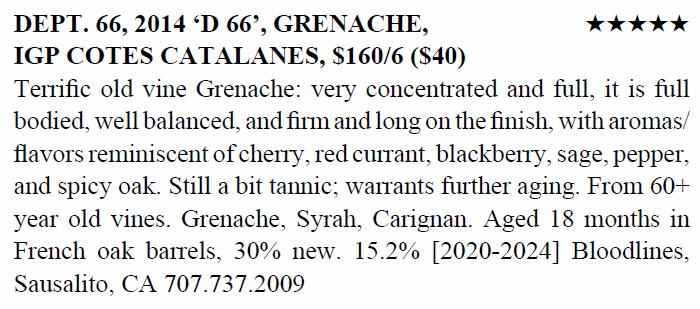 DEPT. 66, 2014 ‘D 66’, GRENACHE, ★★★★★
IGP COTES CATALANES, $160/6 ($40)
Terrific old vine Grenache: very concentrated and full, it is full
bodied, well balanced, and firm and long on the finish, with aromas/
flavors reminiscent of cherry, red currant, blackberry, sage, pepper,
and spicy oak. Still a bit tannic; warrants further aging. From 60+
year old vines. Grenache, Syrah, Carignan. Aged 18 months in
French oak barrels, 30% new. 15.2% [2020-2024] Bloodlines,
Sausalito, CA 707.737.2009